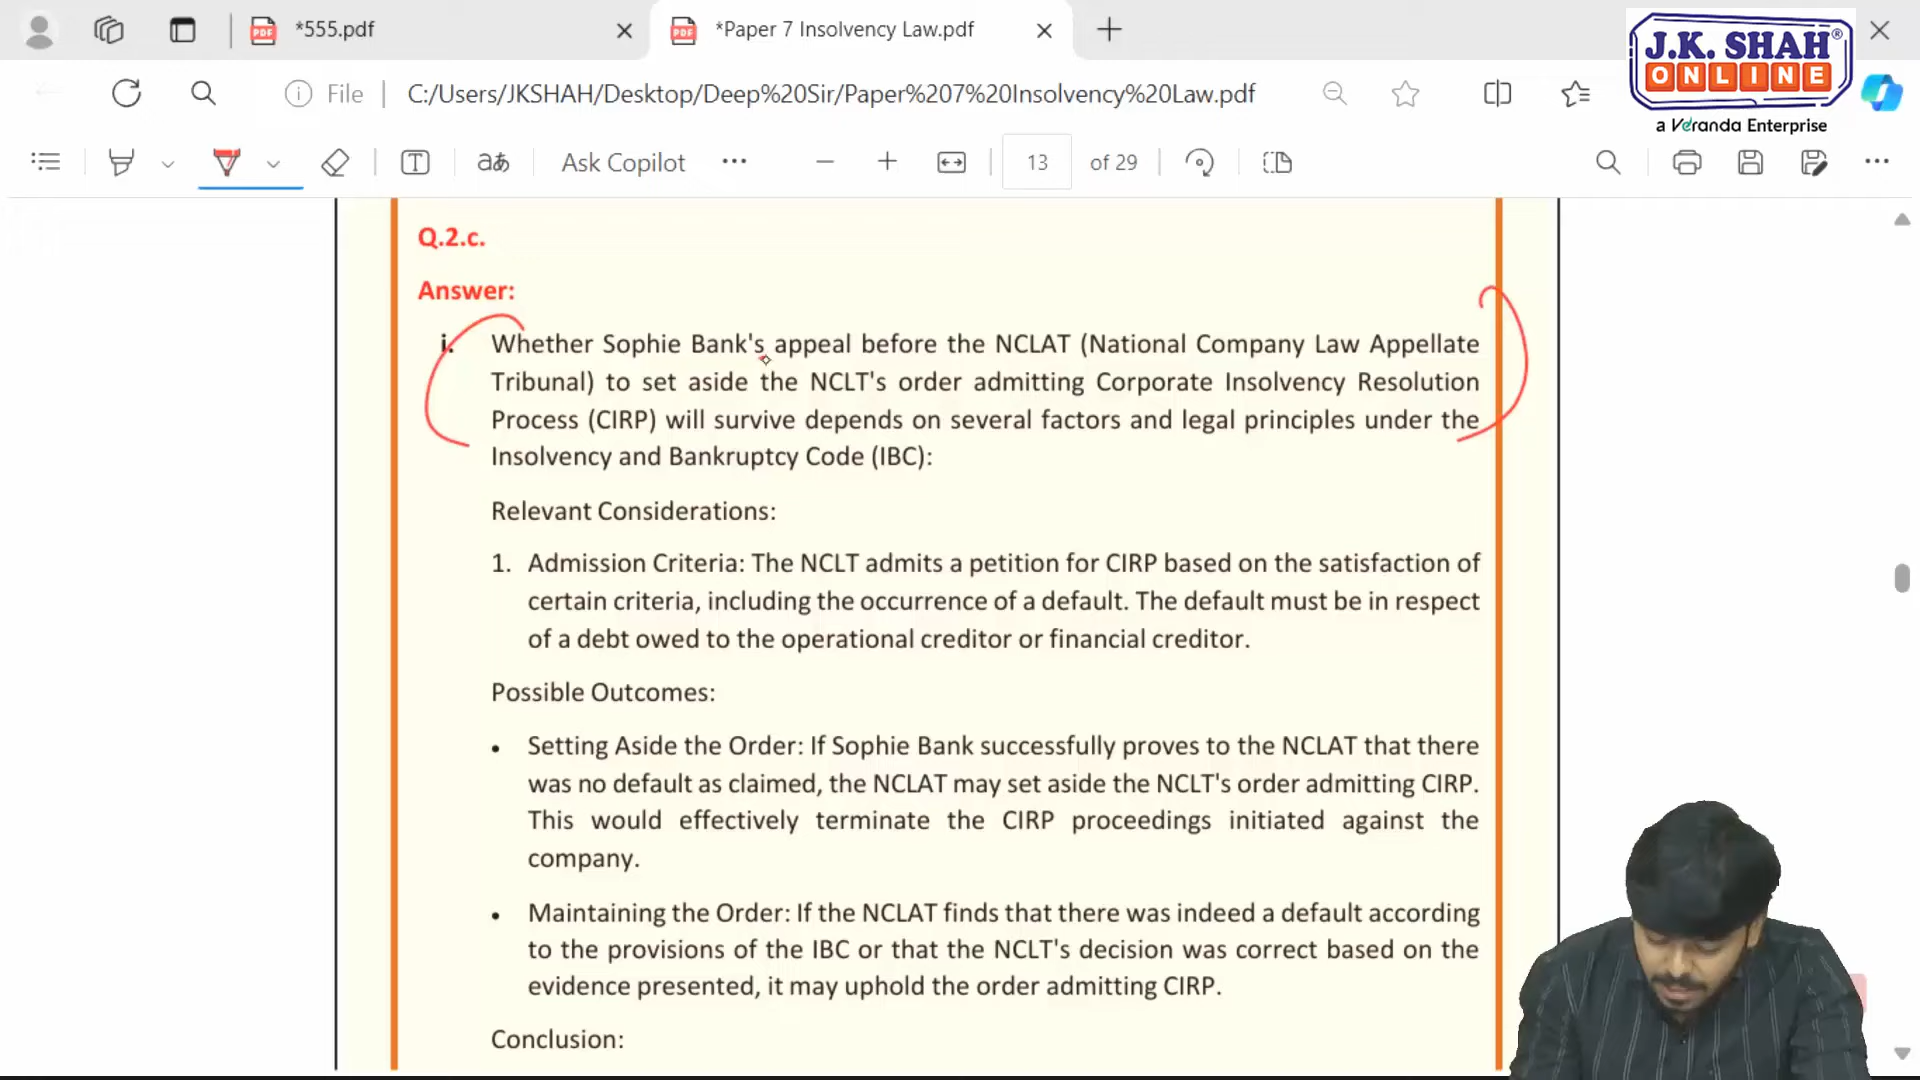 *555.pdf
*Paper 7 Insolvency Law.pdf
J.K. SHAH®
ONLINE
a Veranda Enterprise
File
C:/Users/JKSHAH/Desktop/Deep%20Sir/Paper%207%20Insolvency%20Law.pdf
aあ
Ask Copilot
13
of 29
Q.2.c.
Answer:
i. Whether Sophie Bank's appeal before the NCLAT (National Company Law Appellate
Tribunal) to set aside the NCLT's order admitting Corporate Insolvency Resolution
Process (CIRP) will survive depends on several factors and legal principles under the
Insolvency and Bankruptcy Code (IBC):
Relevant Considerations:
1. Admission Criteria: The NCLT admits a petition for CIRP based on the satisfaction of
certain criteria, including the occurrence of a default. The default must be in respect
of a debt owed to the operational creditor or financial creditor.
Possible Outcomes:
• Setting Aside the Order: If Sophie Bank successfully proves to the NCLAT that there
was no default as claimed, the NCLAT may set aside the NCLT's order admitting CIRP.
This would effectively terminate the CIRP proceedings initiated against the
company.
• Maintaining the Order: If the NCLAT finds that there was indeed a default according
to the provisions of the IBC or that the NCLT's decision was correct based on the
evidence presented, it may uphold the order admitting CIRP.
Conclusion: